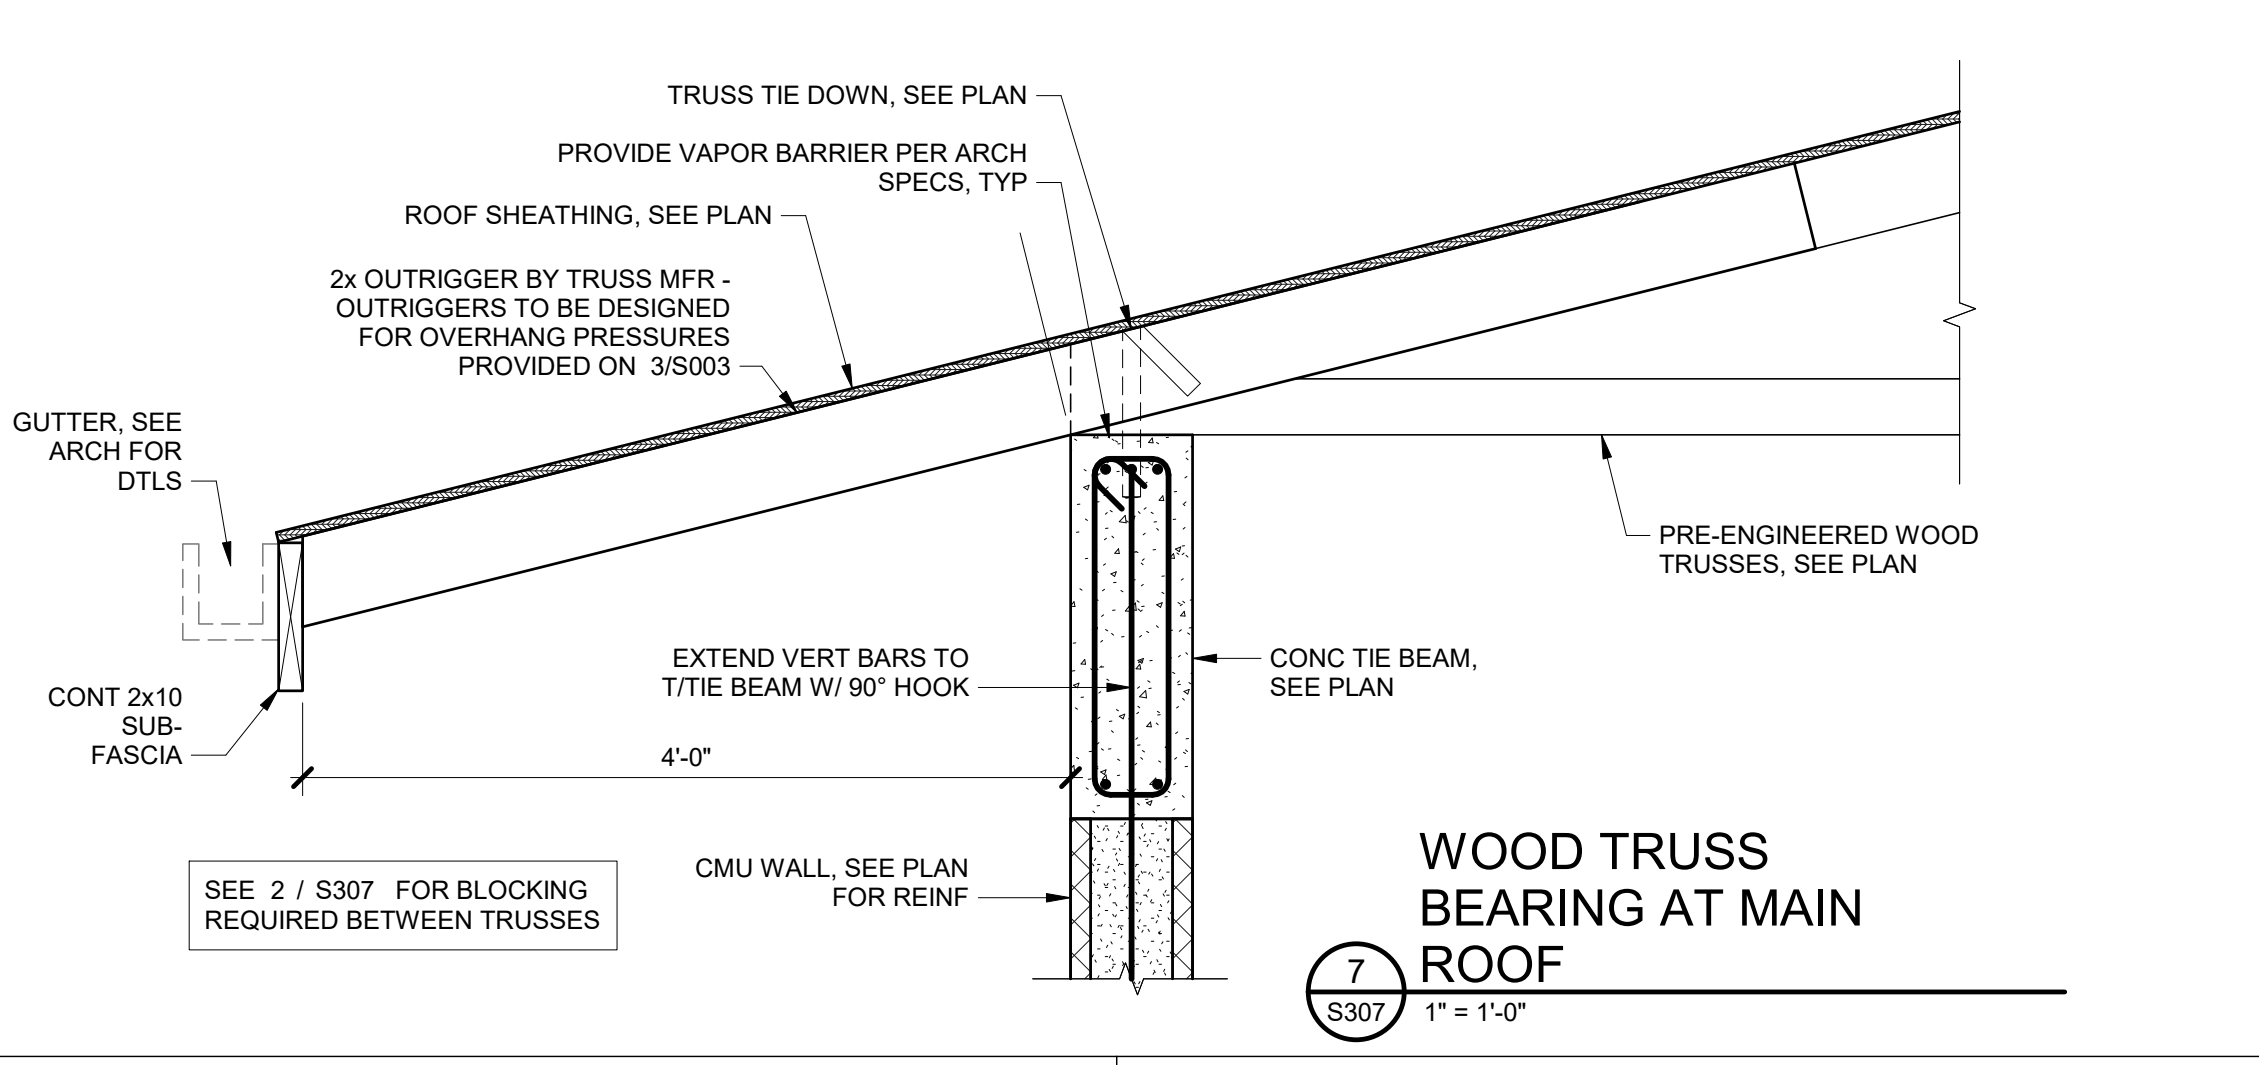 TRUSS TIE DOWN, SEE PLAN
PROVIDE VAPOR BARRIER PER ARCH
SPECS, TYP
ROOF SHEATHING, SEE PLAN
2x OUTRIGGER BY TRUSS MFR -
OUTRIGGERS TO BE DESIGNED
FOR OVERHANG PRESSURES
PROVIDED ON 3/S003
GUTTER, SEE
ARCH FOR
DTLS
PRE-ENGINEERED WOOD
TRUSSES, SEE PLAN
EXTEND VERT BARS TO
T/TIE BEAM W/ 90° HOOK
CONC TIE BEAM,
SEE PLAN
CONT 2x10
SUB-
FASCIA
4'-0"
SEE 2 / S307 FOR BLOCKING
REQUIRED BETWEEN TRUSSES
CMU WALL, SEE PLAN
FOR REINF
WOOD TRUSS
BEARING AT MAIN
ROOF
7
S307
1" = 1'-0"